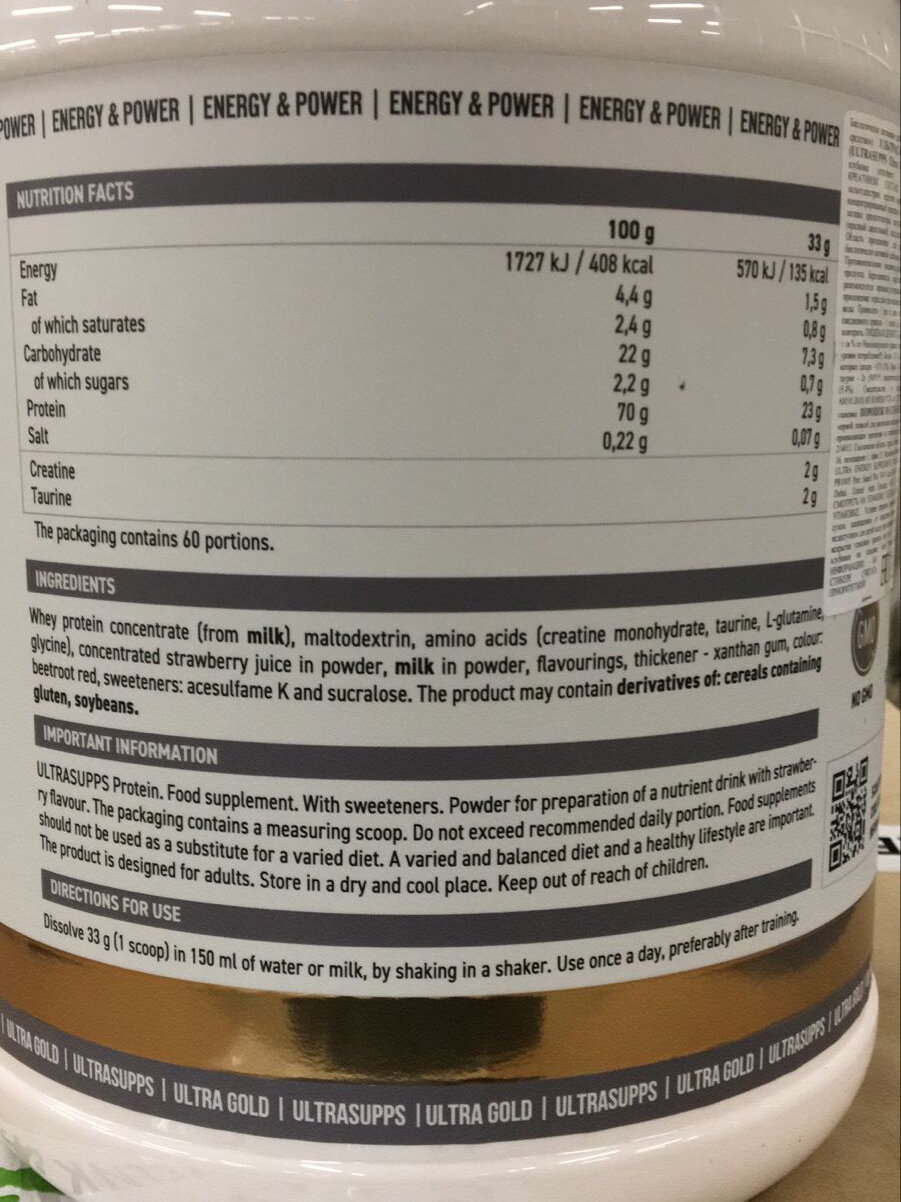 POWER | ENERGY & POWER | ENERGY & POWER | ENERGY & POWER | ENERGY & POWER | ENERGY & POWER
NUTRITION FACTS
100 g 33 g
Energy 1727 kJ / 408 kcal 570 kJ / 135 kcal
Fat 4,4 g 1,5 g
of which saturates 2,4 g 0,8 g
Carbohydrate 22 g 7,3 g
of which sugars 2,2 g 0,7 g
Protein 70 g 23 g
Salt 0,22 g 0,07 g
Creatine 2 g
Taurine 2 g
The packaging contains 60 portions.
INGREDIENTS
Whey protein concentrate (from milk), maltodextrin, amino acids (creatine monohydrate, taurine, L-glutamine,
glycine), concentrated strawberry juice in powder, milk in powder, flavourings, thickener - xanthan gum, colour:
beetroot red, sweeteners: acesulfame K and sucralose. The product may contain derivatives of: cereals containing
gluten, soybeans.
GMO
NO GMO
IMPORTANT INFORMATION
ULTRASUPPS Protein. Food supplement. With sweeteners. Powder for preparation of a nutrient drink with strawber-
ry flavour. The packaging contains a measuring scoop. Do not exceed recommended daily portion. Food supplements
should not be used as a substitute for a varied diet. A varied and balanced diet and a healthy lifestyle are important.
The product is designed for adults. Store in a dry and cool place. Keep out of reach of children.
DIRECTIONS FOR USE
Dissolve 33 g (1 scoop) in 150 ml of water or milk, by shaking in a shaker. Use once a day, preferably after training.
| ULTRA GOLD | ULTRASUPPS | ULTRA GOLD | ULTRASUPPS | ULTRA GOLD | ULTRASUPPS | ULTRA GOLD | ULTRASUPPS | ULTRA GOLD